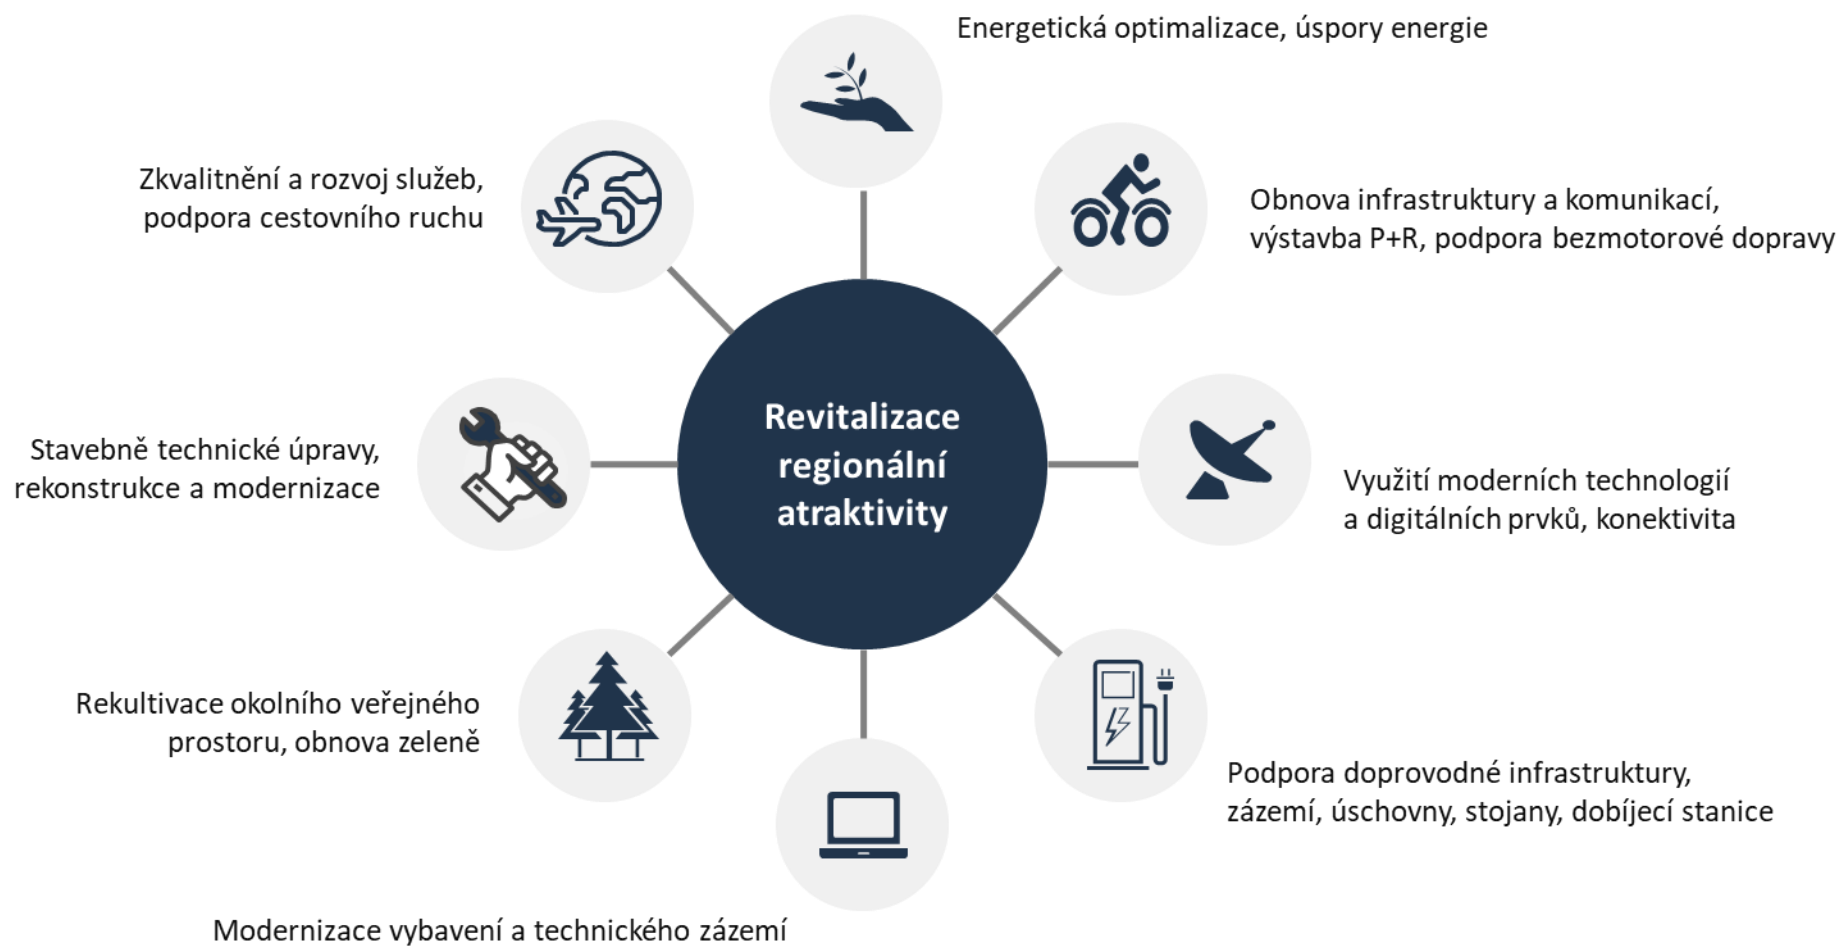 Energetická optimalizace, úspory energie
Zkvalitnění a rozvoj služeb,
podpora cestovního ruchu
Obnova infrastruktury a komunikací,
výstavba P+R, podpora bezmotorové dopravy
Revitalizace
regionální
atraktivity
Stavebně technické úpravy,
rekonstrukce a modernizace
Využití moderních technologií
a digitálních prvků, konektivita
Rekultivace okolního veřejného
prostoru, obnova zeleně
Podpora doprovodné infrastruktury,
zázemí, úschovny, stojany, dobíjecí stanice
Modernizace vybavení a technického zázemí